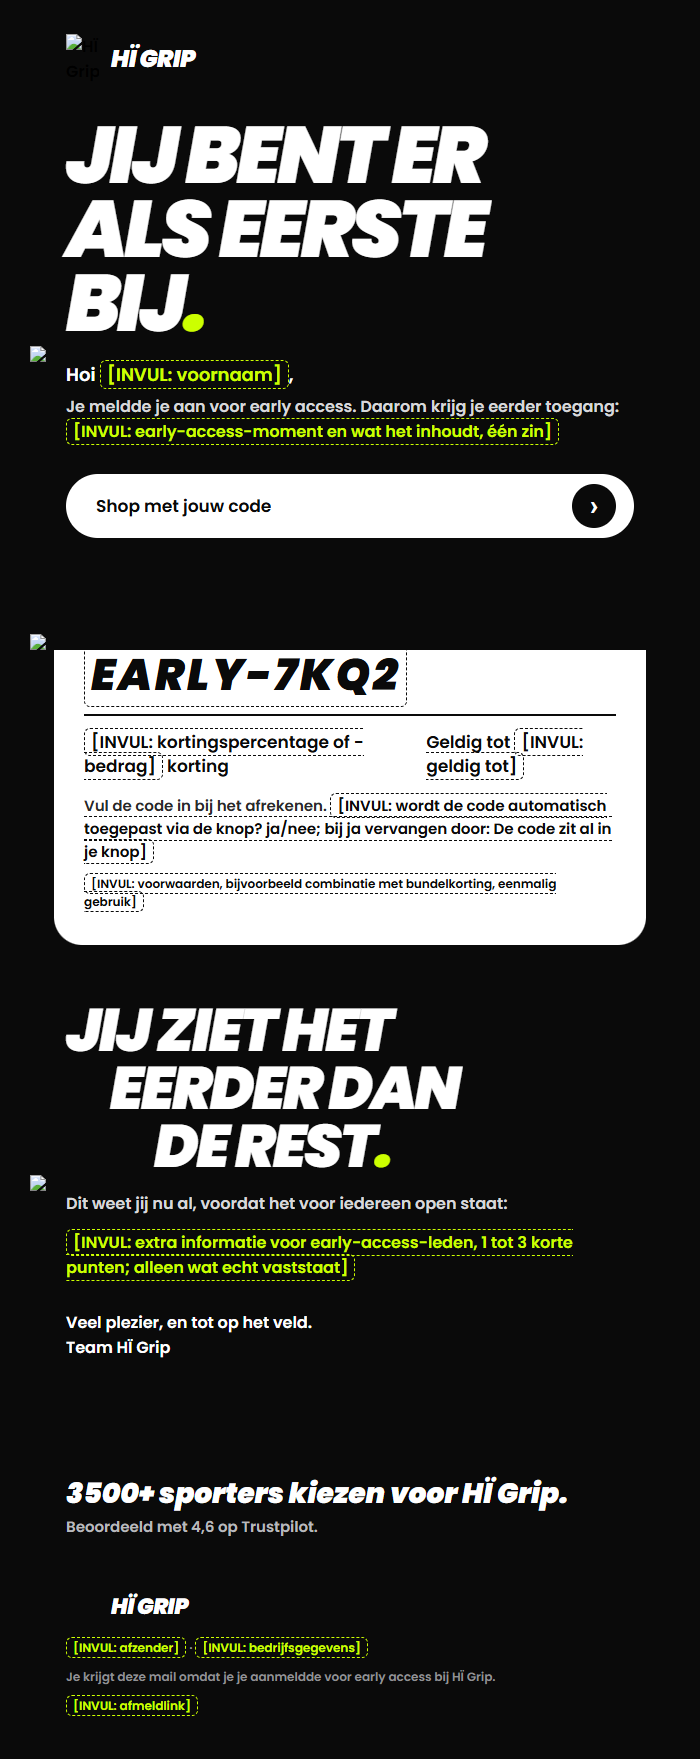 Hï
Grip
HÏ GRIP
JIJ BENT ER
ALS EERSTE
BIJ.
Hoi [INVUL: voornaam],
Je meldde je aan voor early access. Daarom krijg je eerder toegang:
[INVUL: early-access-moment en wat het inhoudt, één zin]
Shop met jouw code ›
EARLY-7KQ2
[INVUL: kortingspercentage of -
bedrag] korting
Geldig tot [INVUL:
geldig tot]
Vul de code in bij het afrekenen. [INVUL: wordt de code automatisch
toegepast via de knop? ja/nee; bij ja vervangen door: De code zit al in
je knop]
[INVUL: voorwaarden, bijvoorbeeld combinatie met bundelkorting, eenmalig
gebruik]
JIJ ZIET HET
EERDER DAN
DE REST.
Dit weet jij nu al, voordat het voor iedereen open staat:
[INVUL: extra informatie voor early-access-leden, 1 tot 3 korte
punten; alleen wat echt vaststaat]
Veel plezier, en tot op het veld.
Team HÏ Grip
3500+ sporters kiezen voor HÏ Grip.
Beoordeeld met 4,6 op Trustpilot.
HÏ GRIP
[INVUL: afzender] · [INVUL: bedrijfsgegevens]
Je krijgt deze mail omdat je je aanmeldde voor early access bij HÏ Grip.
[INVUL: afmeldlink]